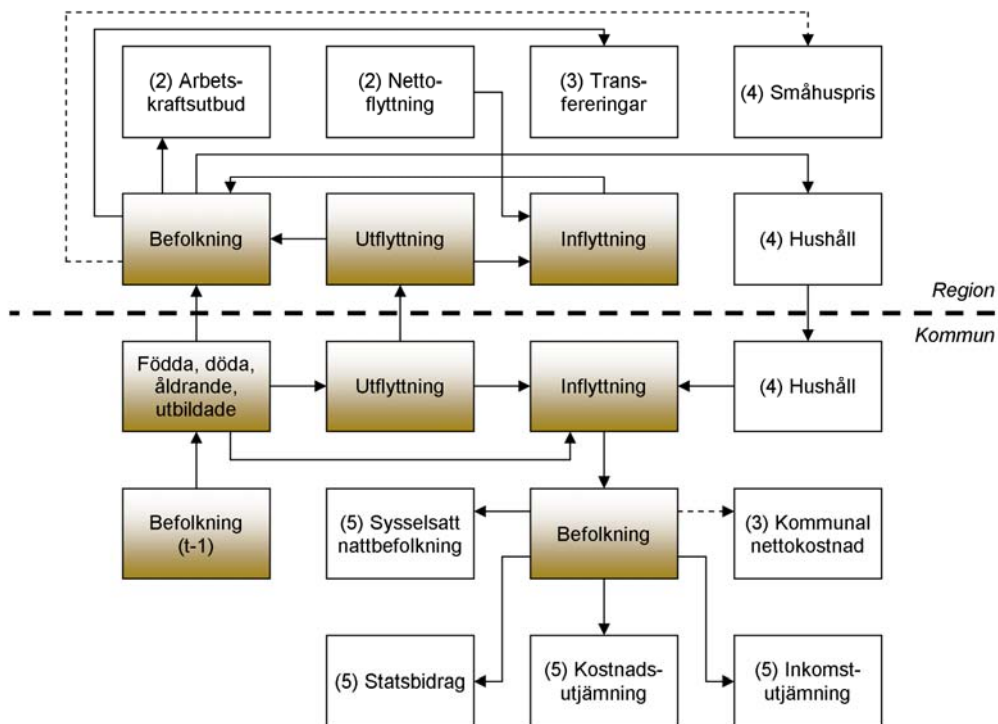 (2) Arbets-
kraftsutbud
(2) Netto-
flyttning
(3) Trans-
fereringar
(4) Småhuspris
Befolkning
Utflyttning
Inflyttning
(4) Hushåll
Region
Kommun
Födda, döda,
åldrande,
utbildade
Utflyttning
Inflyttning
(4) Hushåll
Befolkning
(t-1)
(5) Sysselsatt
nattbefolkning
Befolkning
(3) Kommunal
nettokostnad
(5) Statsbidrag
(5) Kostnads-
utjämning
(5) Inkomst-
utjämning